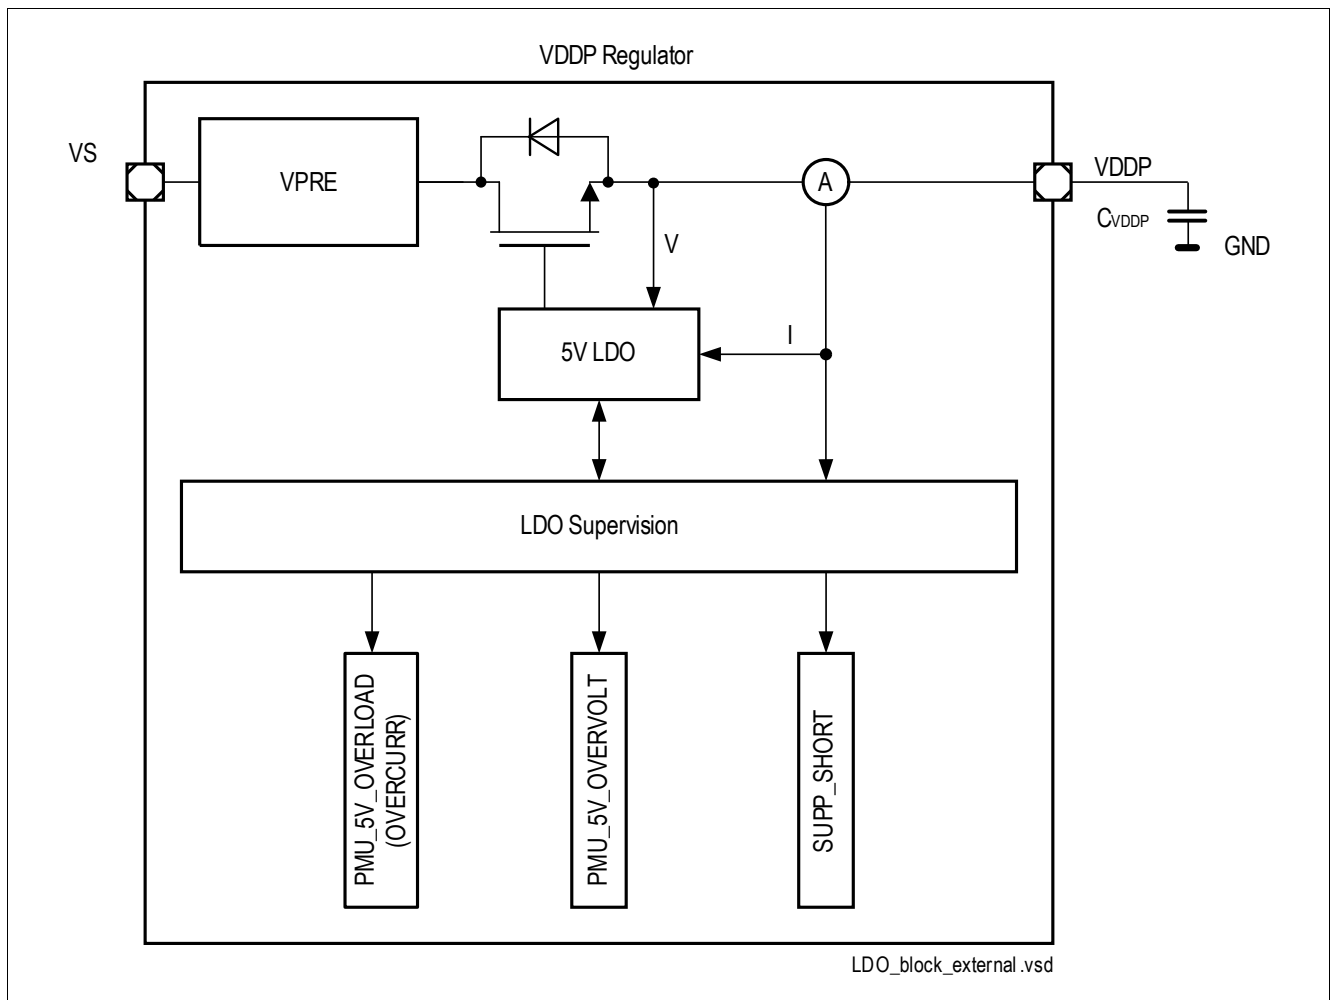 VDDP Regulator
VS
VPRE
A
VDDP
CVDDP
GND
V
I
5V LDO
LDO Supervision
PMU_5V_OVERLOAD
(OVERCURR)
PMU_5V_OVERVOLT
SUPP_SHORT
LDO_block_external.vsd